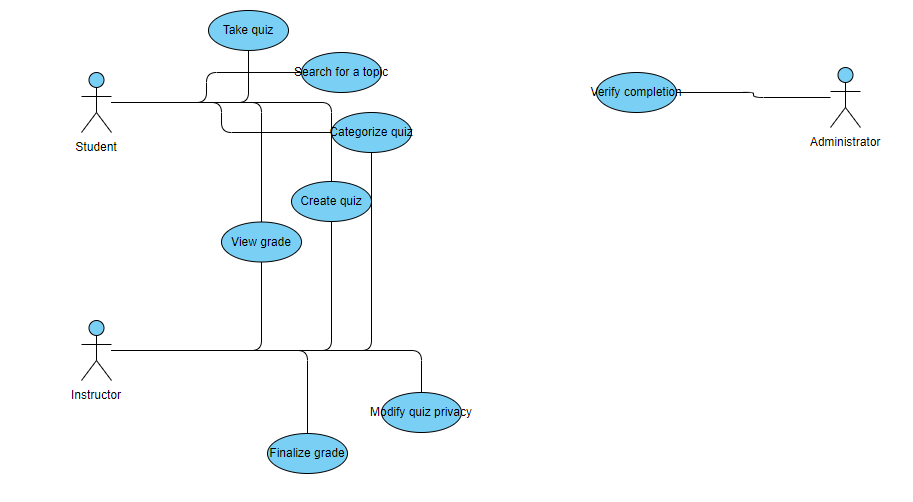 Take quiz
Search for a topic
Verify completion
Student
Categorize quiz
Administrator
Create quiz
View grade
Instructor
Modify quiz privacy
Finalize grade